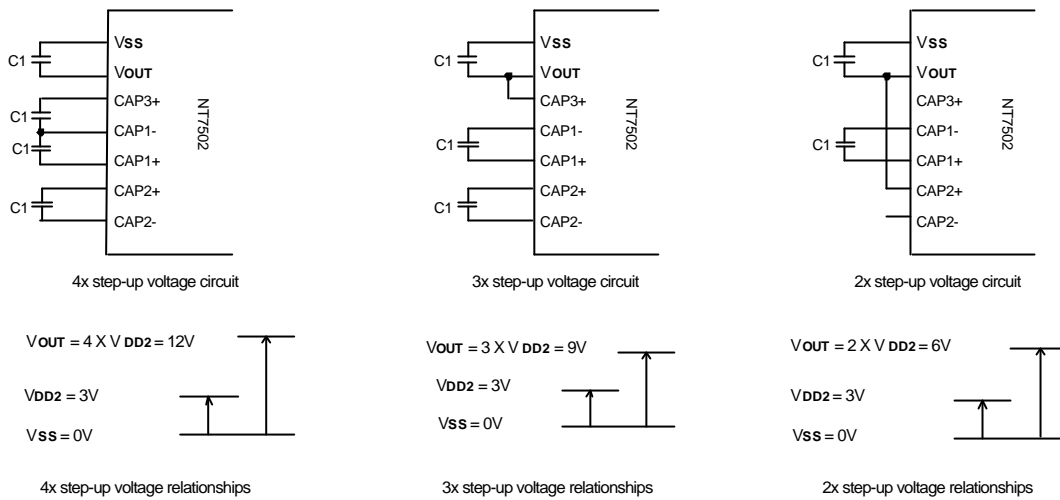 VSS
C1
VOUT
CAP3+
C1
CAP1-
C1
CAP1+
CAP2+
C1
CAP2-
NT7502
4x step-up voltage circuit
VSS
C1
VOUT
CAP3+
CAP1-
C1
CAP1+
CAP2+
C1
CAP2-
NT7502
3x step-up voltage circuit
VSS
C1
VOUT
CAP3+
CAP1-
C1
CAP1+
CAP2+
CAP2-
NT7502
2x step-up voltage circuit
VOUT = 4 X V DD2 = 12V
VDD2 = 3V
VSS = 0V
4x step-up voltage relationships
VOUT = 3 X V DD2 = 9V
VDD2 = 3V
VSS = 0V
3x step-up voltage relationships
VOUT = 2 X V DD2 = 6V
VDD2 = 3V
VSS = 0V
2x step-up voltage relationships